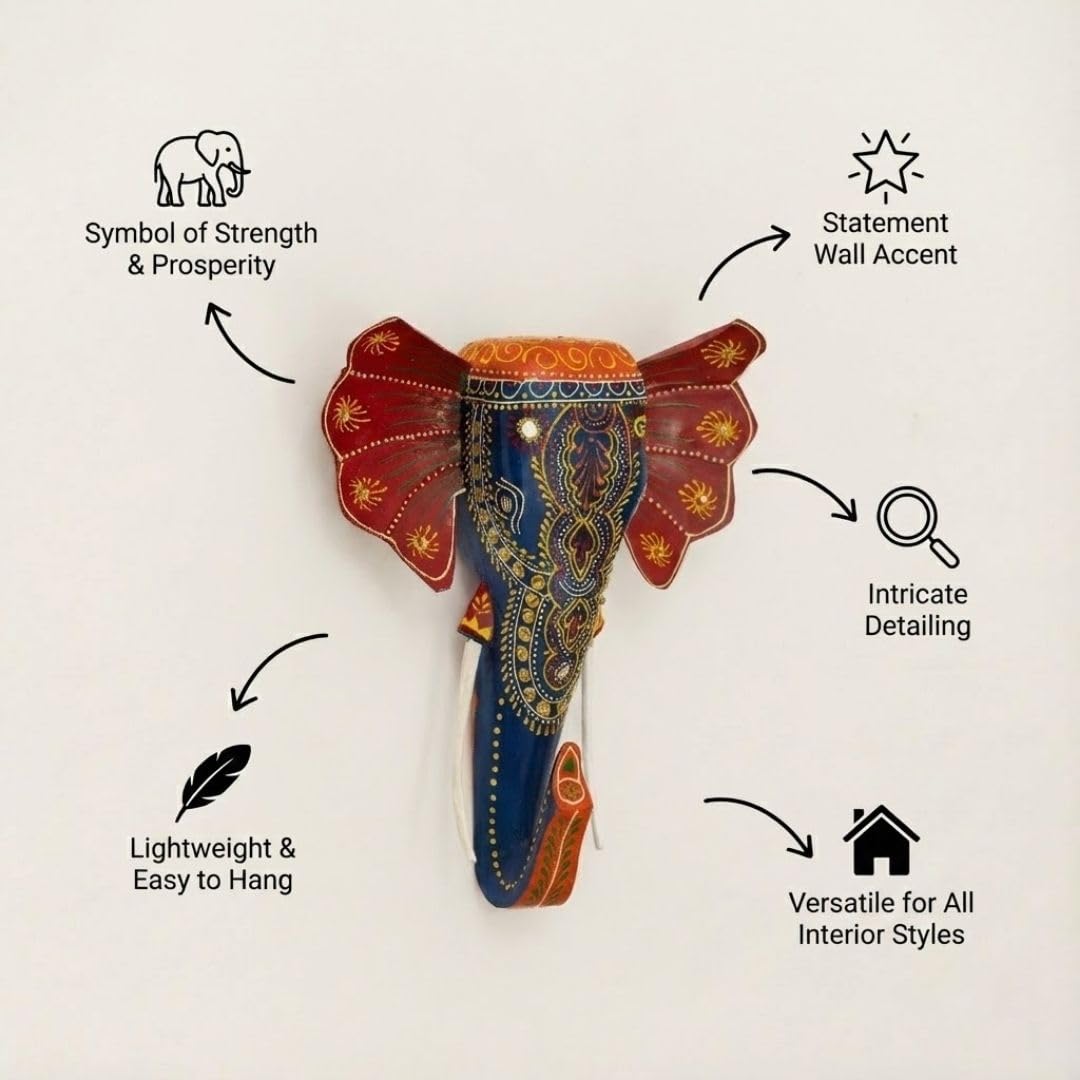 Symbol of Strength
& Prosperity
Statement
Wall Accent
Intricate
Detailing
Lightweight &
Easy to Hang
Versatile for All
Interior Styles